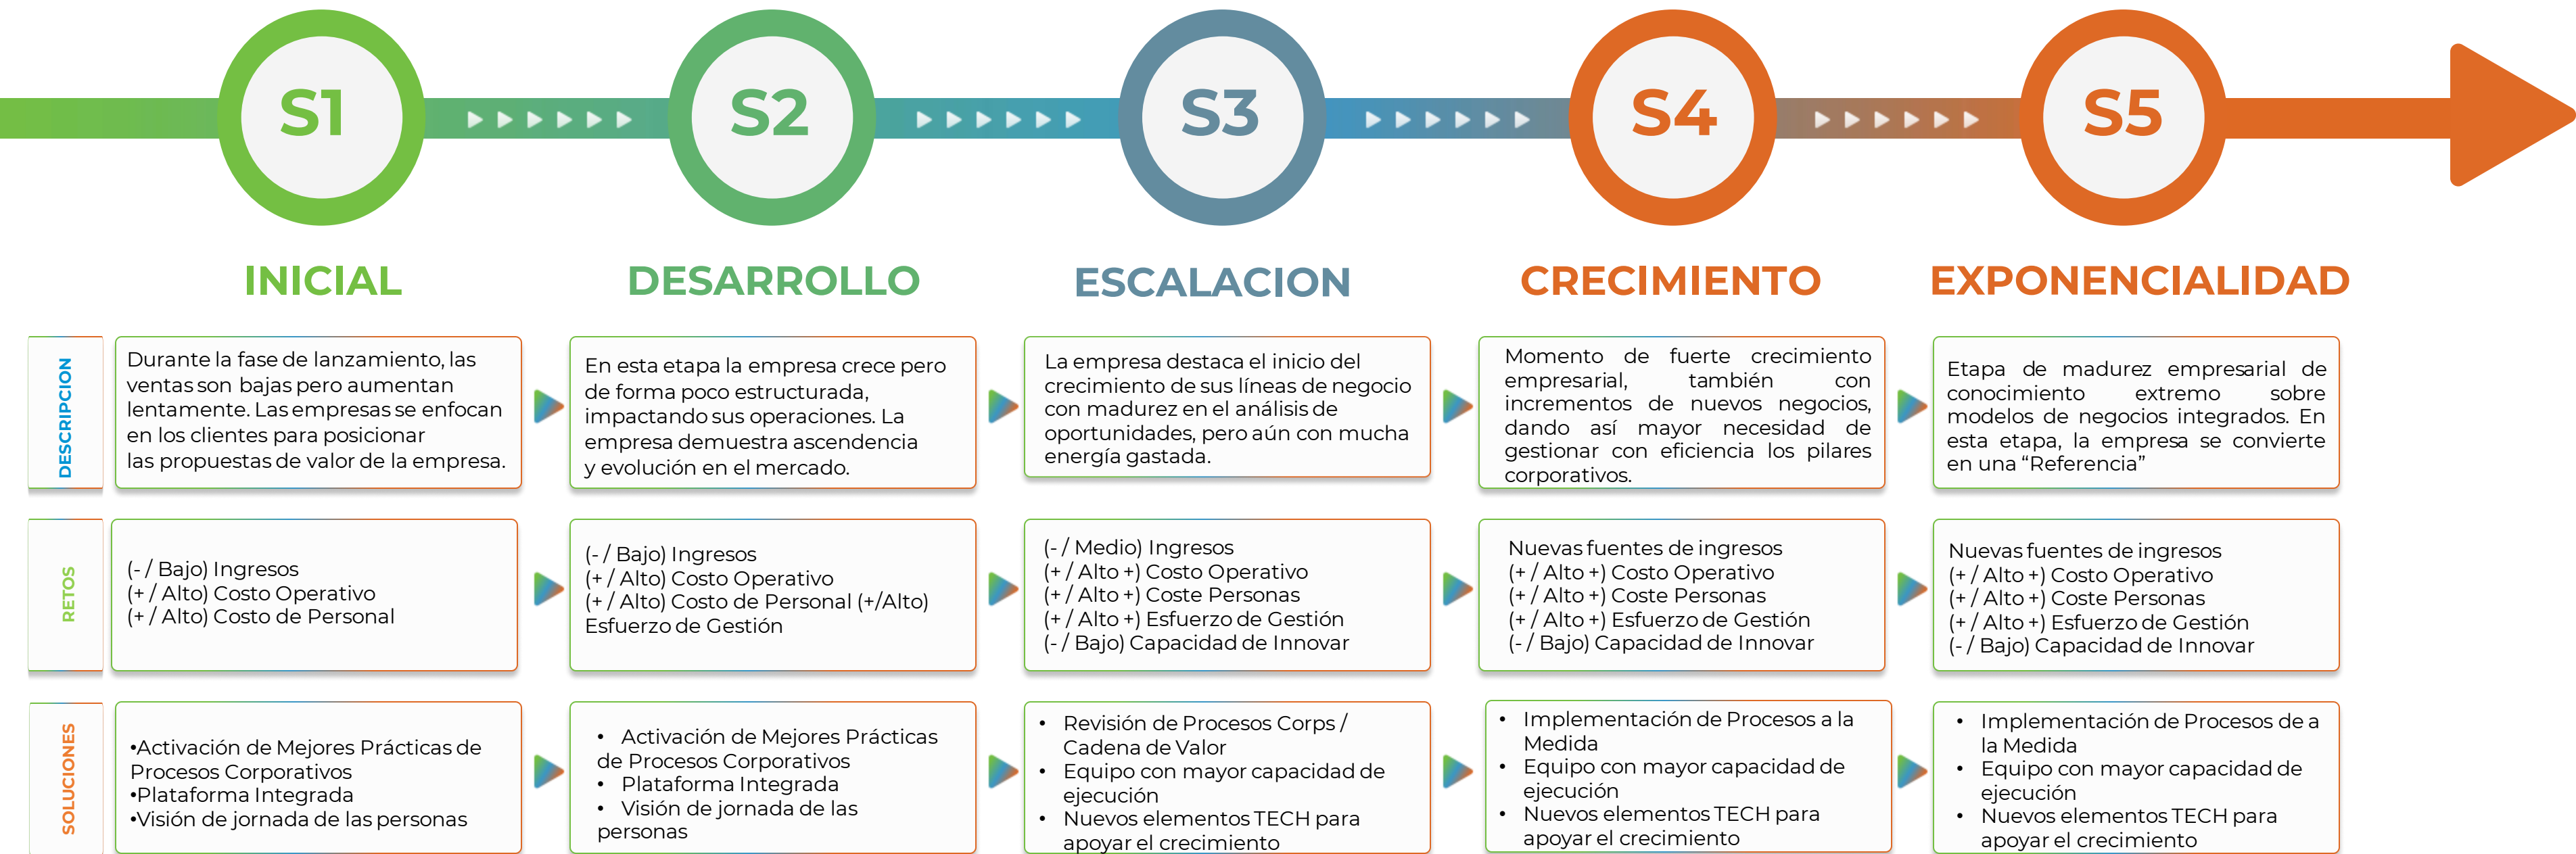 S1
S2
S3
S4
S5
INICIAL
DESARROLLO
ESCALACION
CRECIMIENTO
EXPONENCIALIDAD
DESCRIPCION
Durante la fase de lanzamiento, las
ventas son bajas pero aumentan
lentamente. Las empresas se enfocan
en los clientes para posicionar
las propuestas de valor de la empresa.
En esta etapa la empresa crece pero
de forma poco estructurada,
impactando sus operaciones. La
empresa demuestra ascendencia
y evolución en el mercado.
La empresa destaca el inicio del
crecimiento de sus líneas de negocio
con madurez en el análisis de
oportunidades, pero aún con mucha
energía gastada.
Momento de fuerte crecimiento
empresarial, también con
incrementos de nuevos negocios,
dando así mayor necesidad de
gestionar con eficiencia los pilares
corporativos.
Etapa de madurez empresarial de
conocimiento extremo sobre
modelos de negocios integrados. En
esta etapa, la empresa se convierte
en una “Referencia”
RETOS
(- / Bajo) Ingresos
(+ / Alto) Costo Operativo
(+ / Alto) Costo de Personal
(- / Bajo) Ingresos
(+ / Alto) Costo Operativo
(+ / Alto) Costo de Personal (+/Alto)
Esfuerzo de Gestión
(- / Medio) Ingresos
(+ / Alto +) Costo Operativo
(+ / Alto +) Coste Personas
(+ / Alto +) Esfuerzo de Gestión
(- / Bajo) Capacidad de Innovar
Nuevas fuentes de ingresos
(+ / Alto +) Costo Operativo
(+ / Alto +) Coste Personas
(+ / Alto +) Esfuerzo de Gestión
(- / Bajo) Capacidad de Innovar
Nuevas fuentes de ingresos
(+ / Alto +) Costo Operativo
(+ / Alto +) Coste Personas
(+ / Alto +) Esfuerzo de Gestión
(- / Bajo) Capacidad de Innovar
SOLUCIONES
•Activación de Mejores Prácticas de
Procesos Corporativos
•Plataforma Integrada
•Visión de jornada de las personas
• Activación de Mejores Prácticas
de Procesos Corporativos
• Plataforma Integrada
• Visión de jornada de las
personas
• Revisión de Procesos Corps /
Cadena de Valor
• Equipo con mayor capacidad de
ejecución
• Nuevos elementos TECH para
apoyar el crecimiento
• Implementación de Procesos a la
Medida
• Equipo con mayor capacidad de
ejecución
• Nuevos elementos TECH para
apoyar el crecimiento
• Implementación de Procesos de a
la Medida
• Equipo con mayor capacidad de
ejecución
• Nuevos elementos TECH para
apoyar el crecimiento